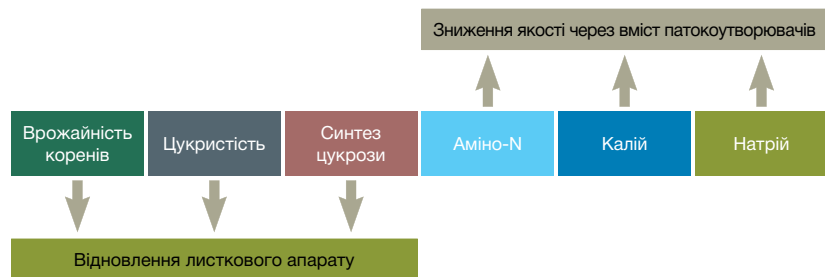 Зниження якості через вміст патокоутворювачів
Врожайність
коренів
Цукристість
Синтез
цукрози
Аміно-N
Калій
Натрій
Відновлення листкового апарату